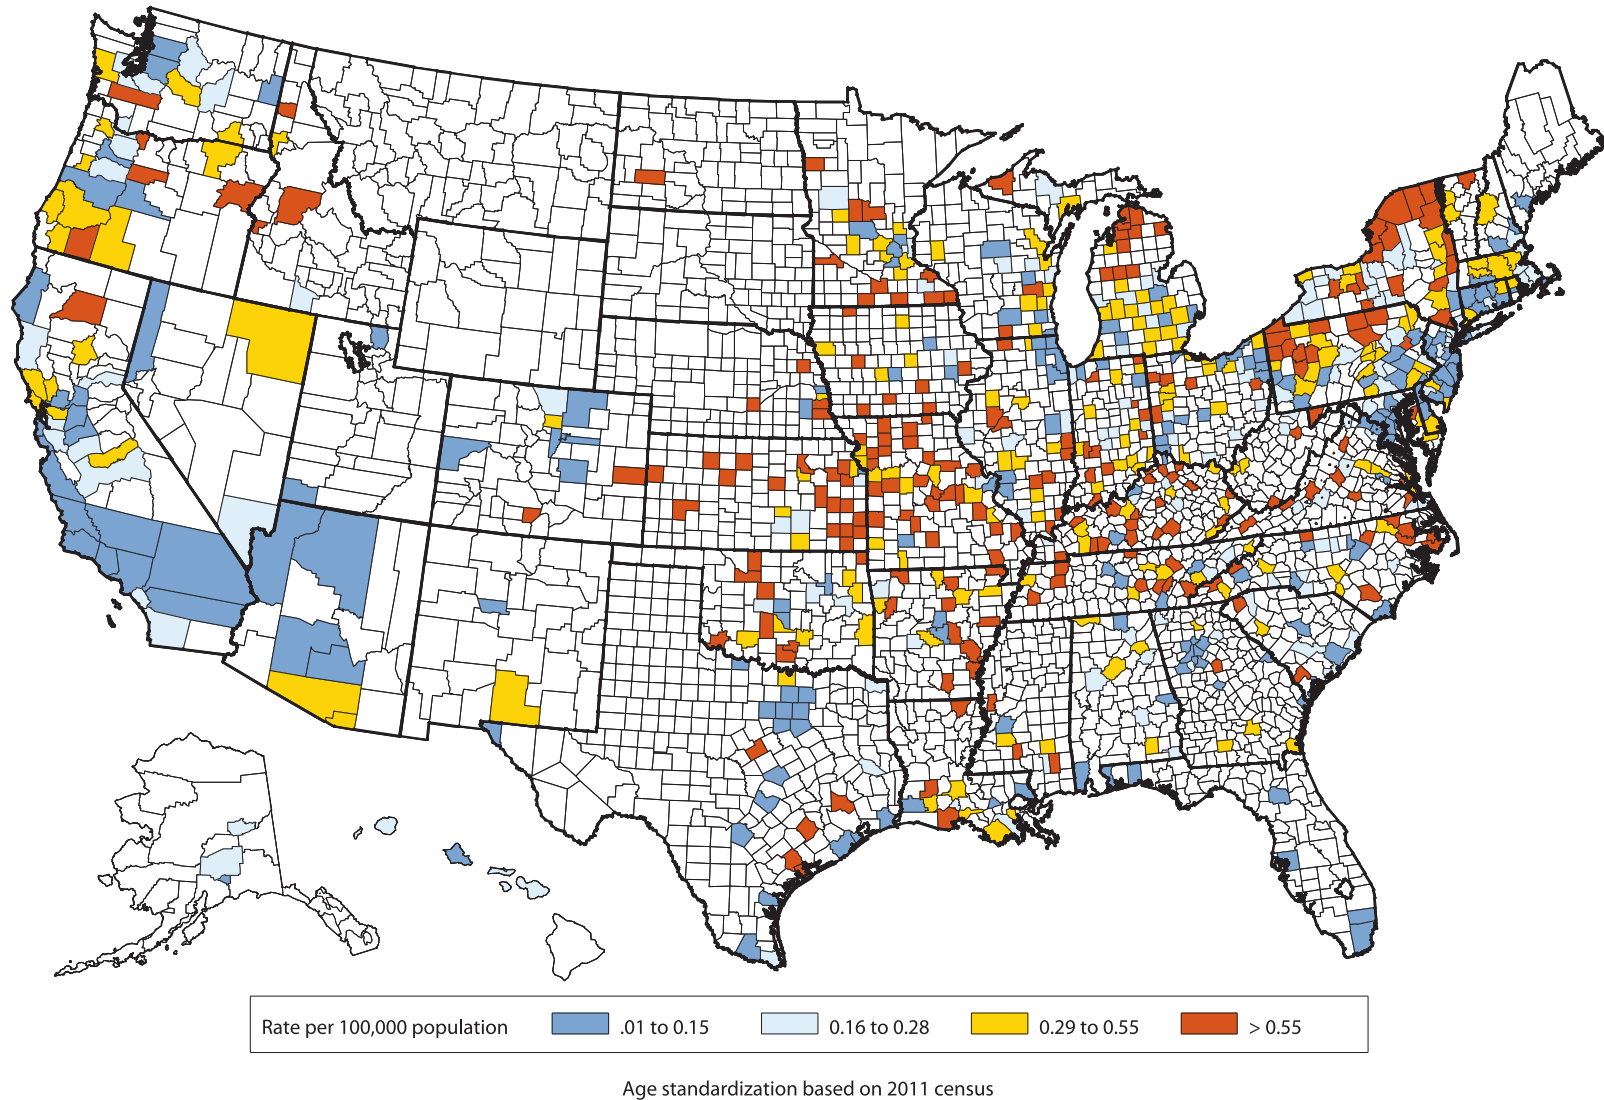 Rate per 100,000 population .01 to 0.15 0.16 to 0.28 0.29 to 0.55 > 0.55
Age standardization based on 2011 census